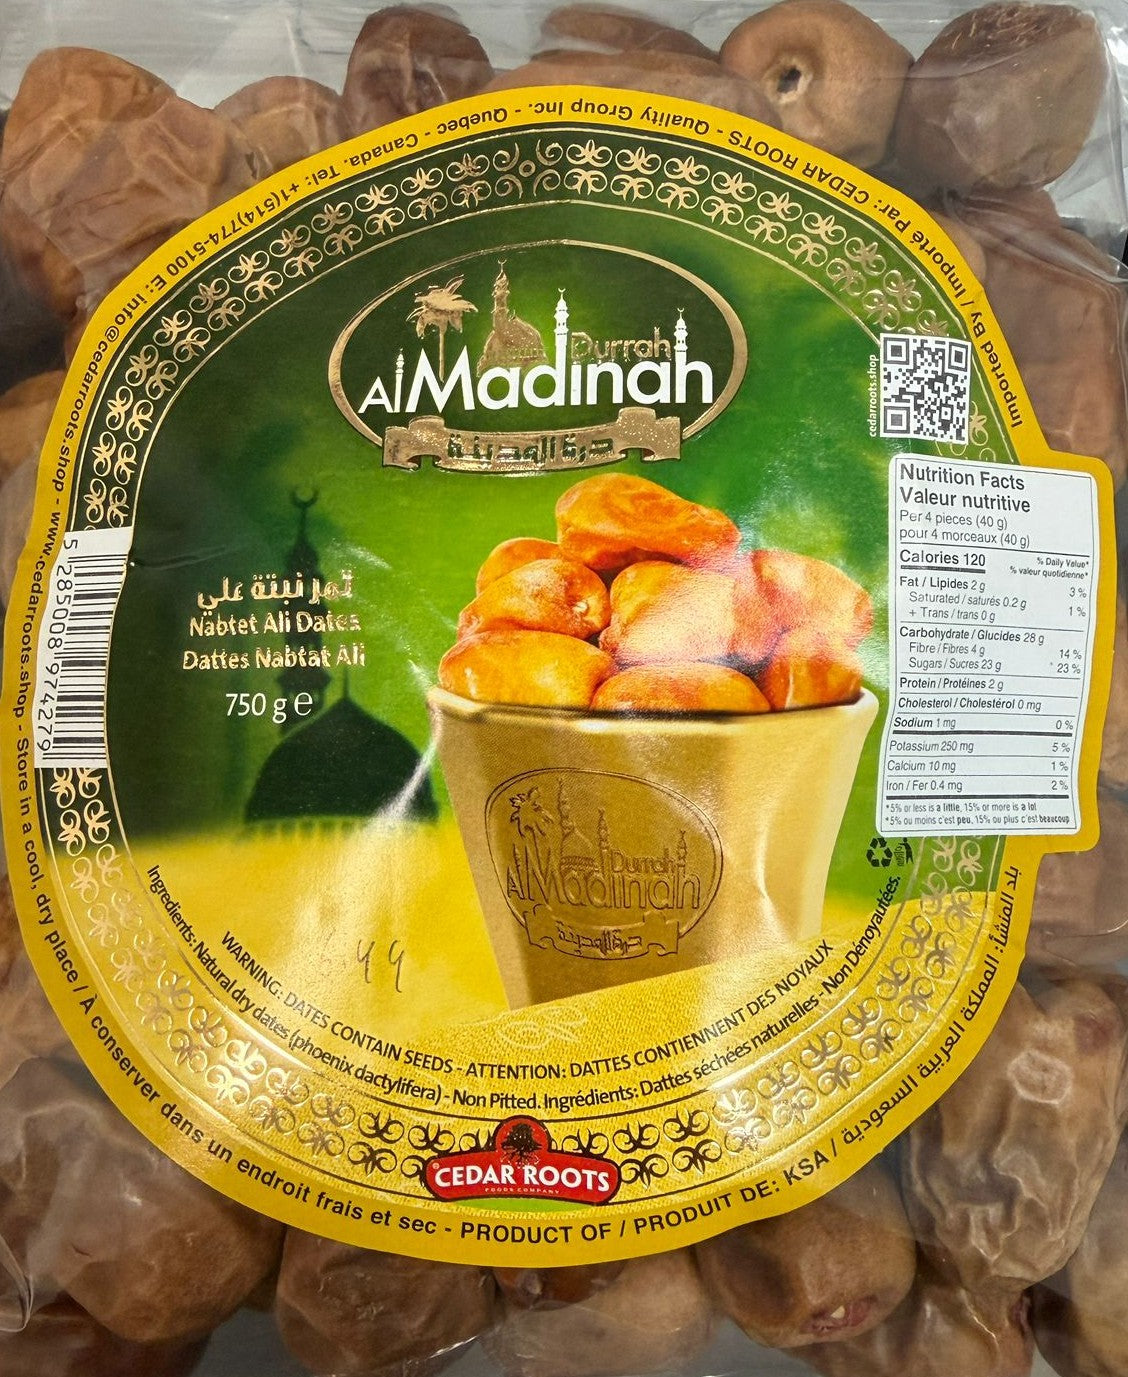 Imported By / Importé Par: CEDAR ROOTS - Quality Group Inc. - Quebec - Canada. Tel: +1(514)774-5100 E: info@cedarroots.shop - www.cedarroots.shop - Store in a cool, dry place / À conserver dans un endroit frais et sec - PRODUCT OF / PRODUIT DE: KSA / بلد المنشأ: المملكة العربية السعودية
Durrah
Al Madinah
درة المدينة
cedarroots.shop
تمر نبتة علي
Nabtet Ali Dates
Dattes Nabtat Ali
750 g e
5 285008 974279
Nutrition Facts
Valeur nutritive
Per 4 pieces (40 g)
pour 4 morceaux (40 g)
Calories 120
% Daily Value*
% valeur quotidienne*
Fat / Lipides 2 g 3 %
Saturated / saturés 0.2 g
+ Trans / trans 0 g 1 %
Carbohydrate / Glucides 28 g
Fibre / Fibres 4 g 14 %
Sugars / Sucres 23 g 23 %
Protein / Protéines 2 g
Cholesterol / Cholestérol 0 mg
Sodium 1 mg 0 %
Potassium 250 mg 5 %
Calcium 10 mg 1 %
Iron / Fer 0.4 mg 2 %
*5% or less is a little, 15% or more is a lot
*5% ou moins c'est peu, 15% ou plus c'est beaucoup
Durrah
Al Madinah
درة المدينة
49
WARNING: DATES CONTAIN SEEDS - ATTENTION: DATTES CONTIENNENT DES NOYAUX
Ingredients: Natural dry dates (phoenix dactylifera) - Non Pitted. Ingrédients: Dattes séchées naturelles - Non Dénoyautées.
CEDAR ROOTS
FOODS COMPANY